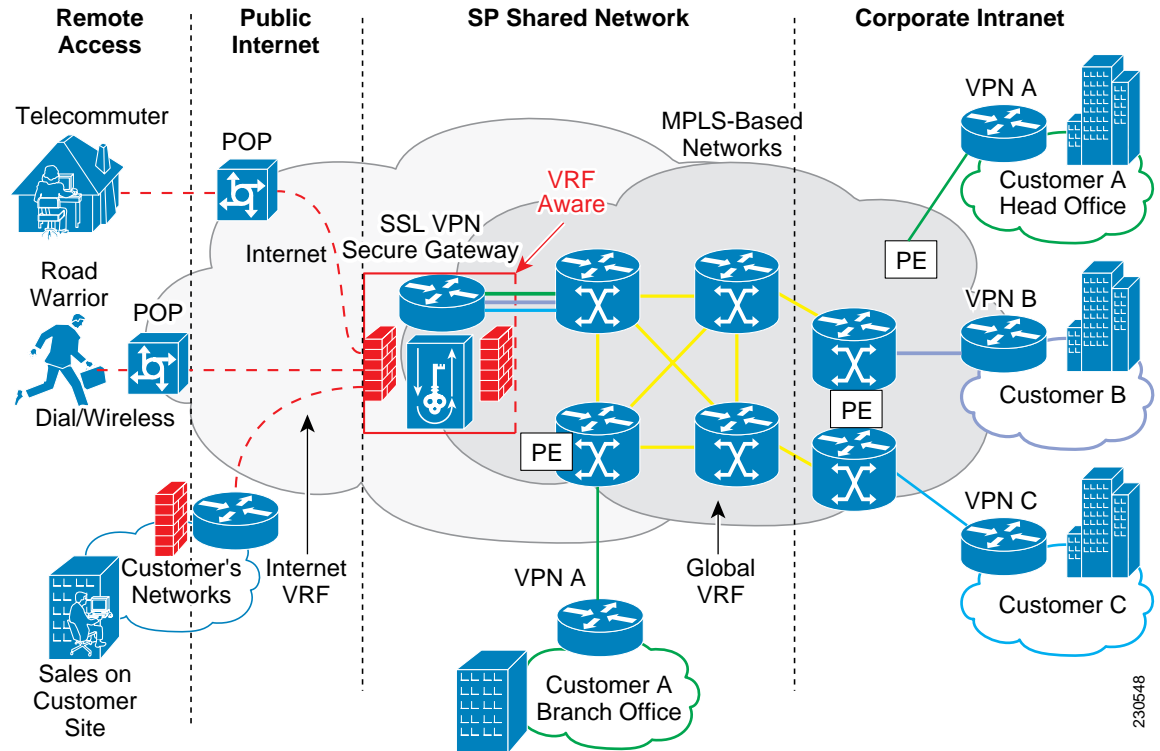 Remote
Access
Public
Internet
SP Shared Network
Corporate Intranet
Telecommuter
POP
Internet
Road
Warrior
POP
Dial/Wireless
Customer's
Networks
Internet
VRF
Sales on
Customer
Site
SSL VPN
Secure Gateway
VRF
Aware
MPLS-Based
Networks
PE
VPN A
Customer A
Branch Office
Global
VRF
PE
PE
VPN A
Customer A
Head Office
VPN B
Customer B
VPN C
Customer C
230548